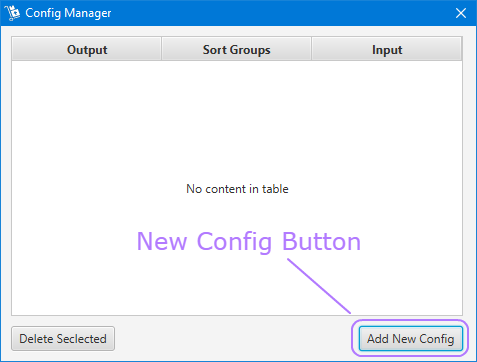 Config Manager
Output Sort Groups Input
No content in table
New Config Button
Delete Seclected Add New Config